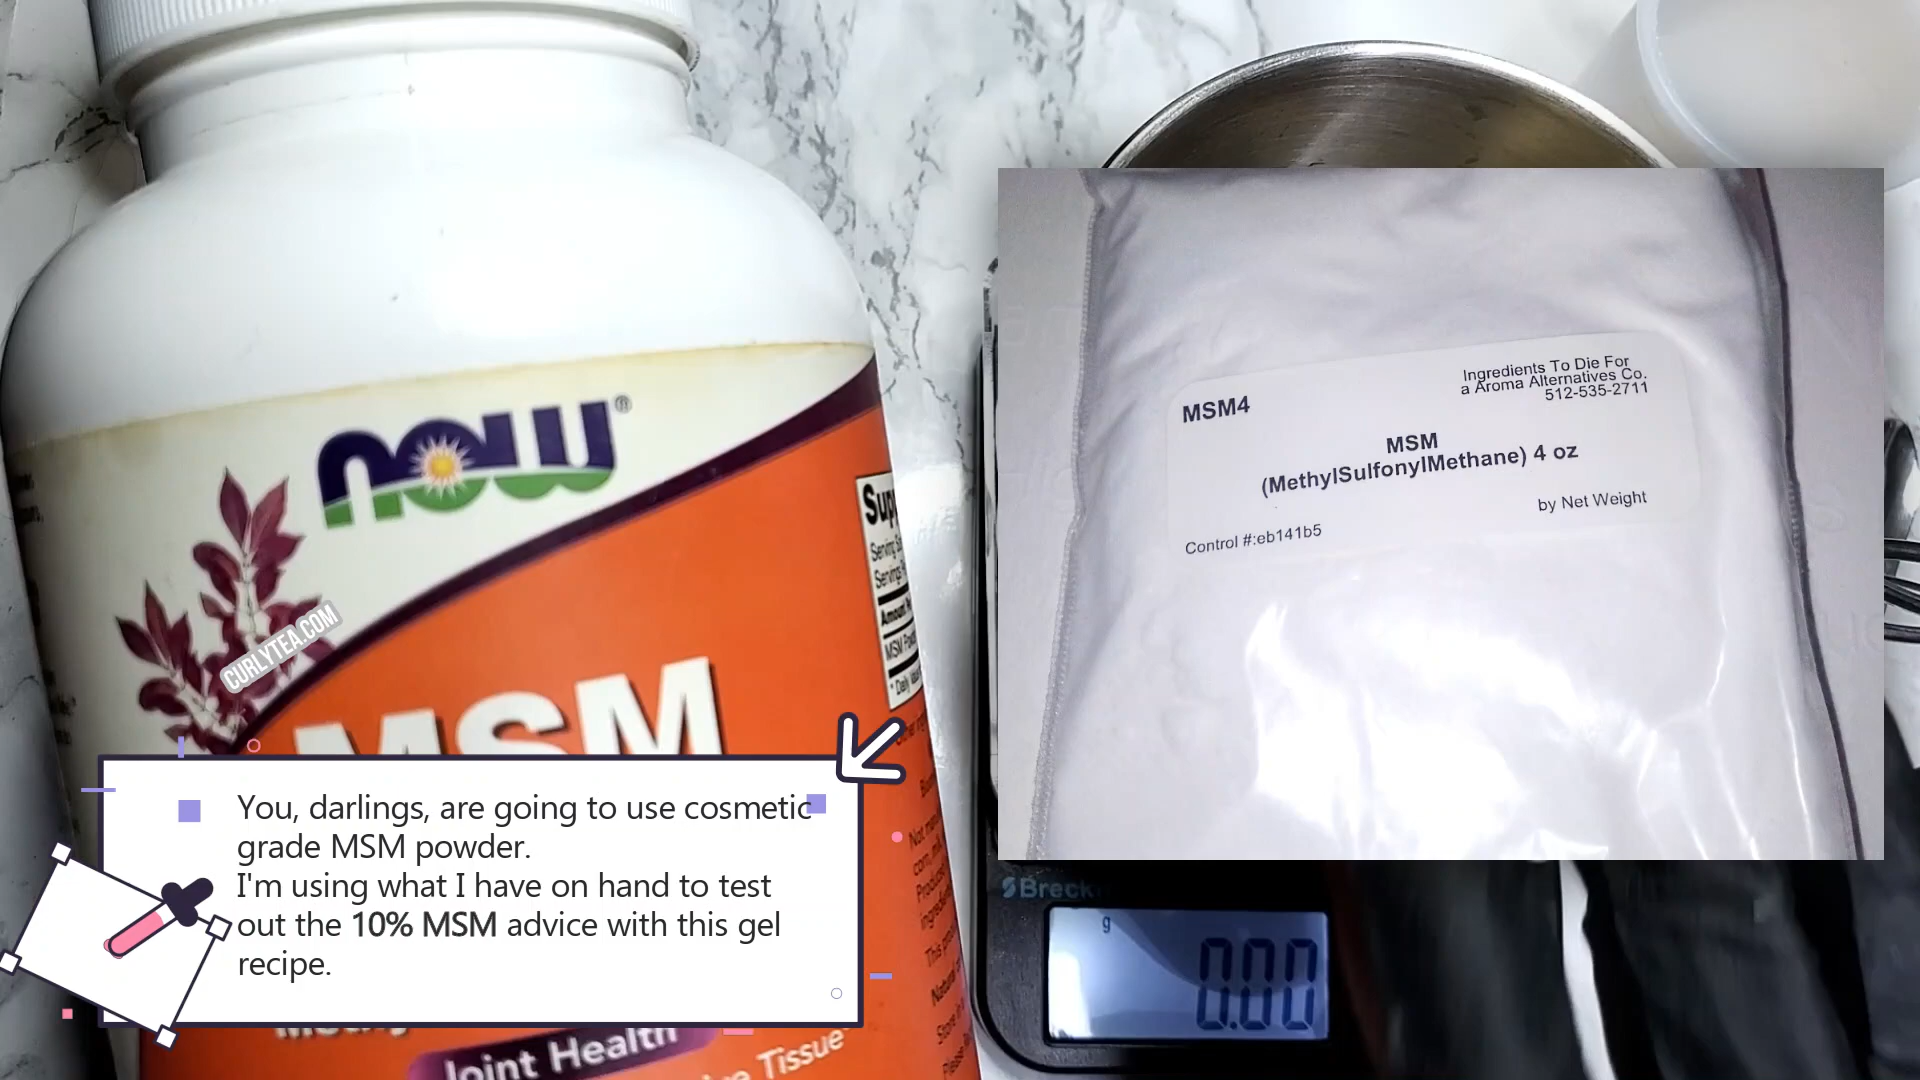 now®
CURLYTEA.COM
MSM
Joint Health
Tissue
Amount
MSM
You, darlings, are going to use cosmetic
grade MSM powder.
I'm using what I have on hand to test
out the 10% MSM advice with this gel
recipe.
Ingredients To Die For
a Aroma Alternatives Co.
512-535-2711
MSM4
MSM
(MethylSulfonylMethane) 4 oz
by Net Weight
Control #:eb141b5
g
0.00